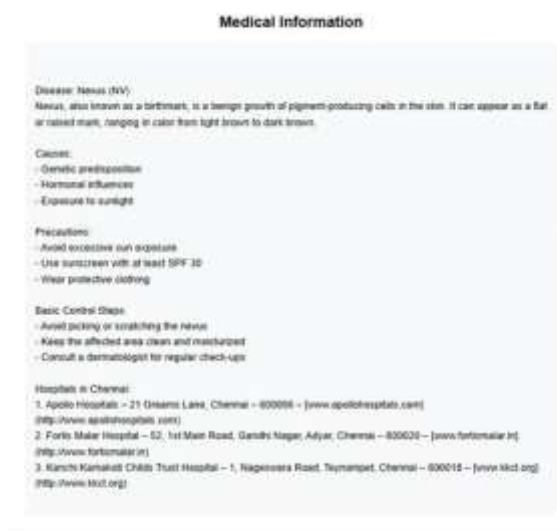 Medical Information
Disease: Nevus (NV)
Nevus, also known as a birthmark, is a benign growth of pigment-producing cells in the skin. It can appear as a flat
or raised mark, ranging in color from light brown to dark brown.
Causes:
- Genetic predisposition
- Hormonal influences
- Exposure to sunlight
Precautions:
- Avoid excessive sun exposure
- Use sunscreen with at least SPF 30
- Wear protective clothing
Basic Control Steps:
- Avoid picking or scratching the nevus
- Keep the affected area clean and moisturized
- Consult a dermatologist for regular check-ups
Hospitals in Chennai:
1. Apollo Hospitals – 21 Greams Lane, Chennai – 600006 – [www.apollohospitals.com]
(http://www.apollohospitals.com)
2. Fortis Malar Hospital – 52, 1st Main Road, Gandhi Nagar, Adyar, Chennai – 600020 – [www.fortismalar.in]
(http://www.fortismalar.in)
3. Kanchi Kamakoti Childs Trust Hospital – 1, Nageswara Road, Chennai – 600018 – [www.kkct.org]
(http://www.kkct.org)